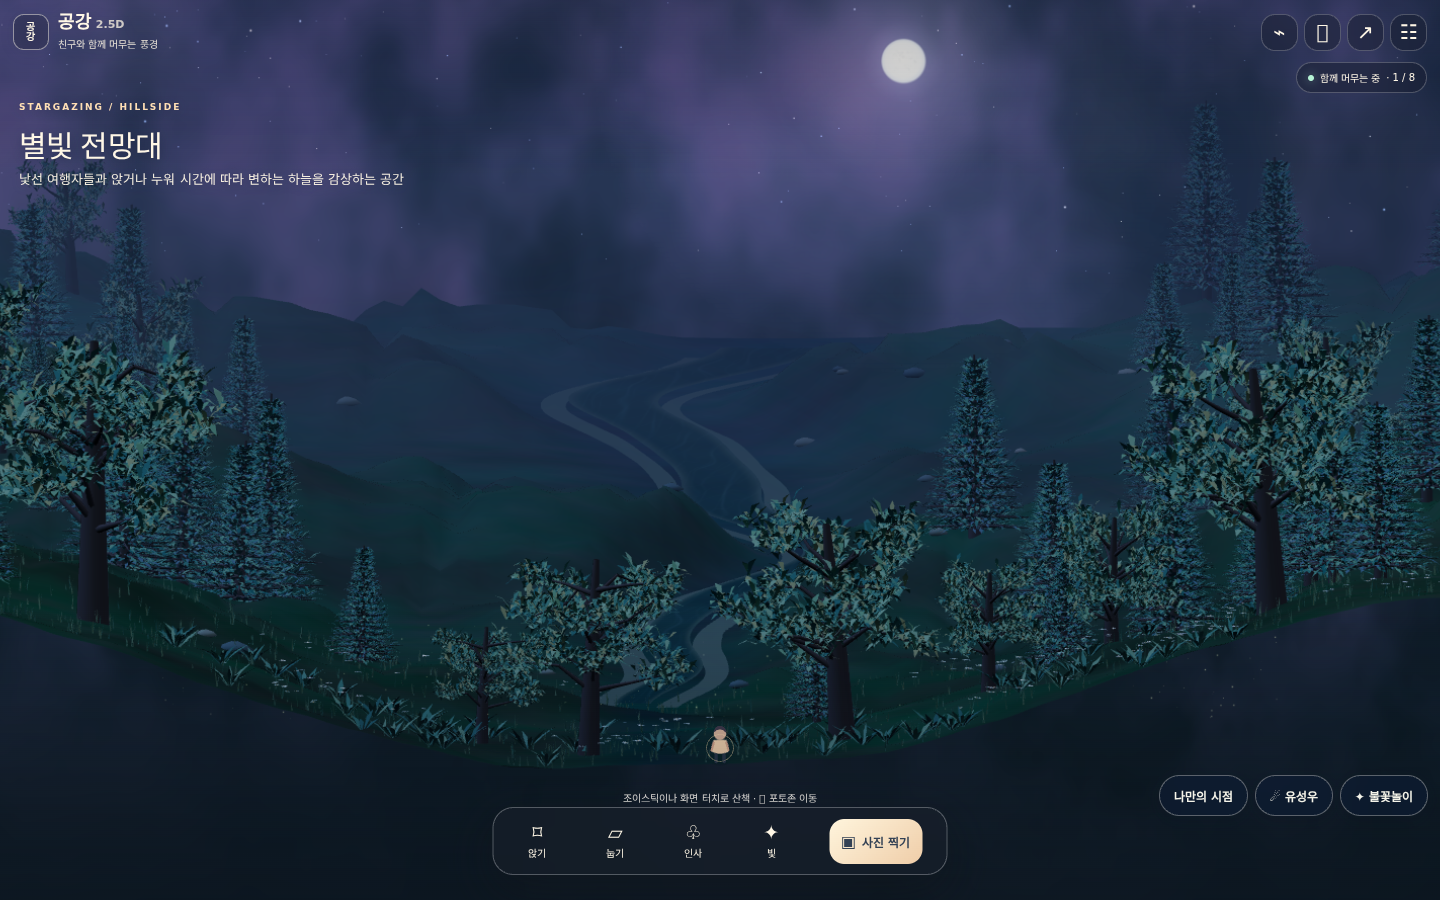 공강
공강 2.5D
친구와 함께 머무는 풍경
함께 머무는 중 · 1 / 8
STARGAZING / HILLSIDE
별빛 전망대
낯선 여행자들과 앉거나 누워 시간에 따라 변하는 하늘을 감상하는 공간
나만의 시점
☄ 유성우
✦ 불꽃놀이
조이스틱이나 화면 터치로 산책 · ▯ 포토존 이동
앉기
눕기
인사
빛
▣ 사진 찍기